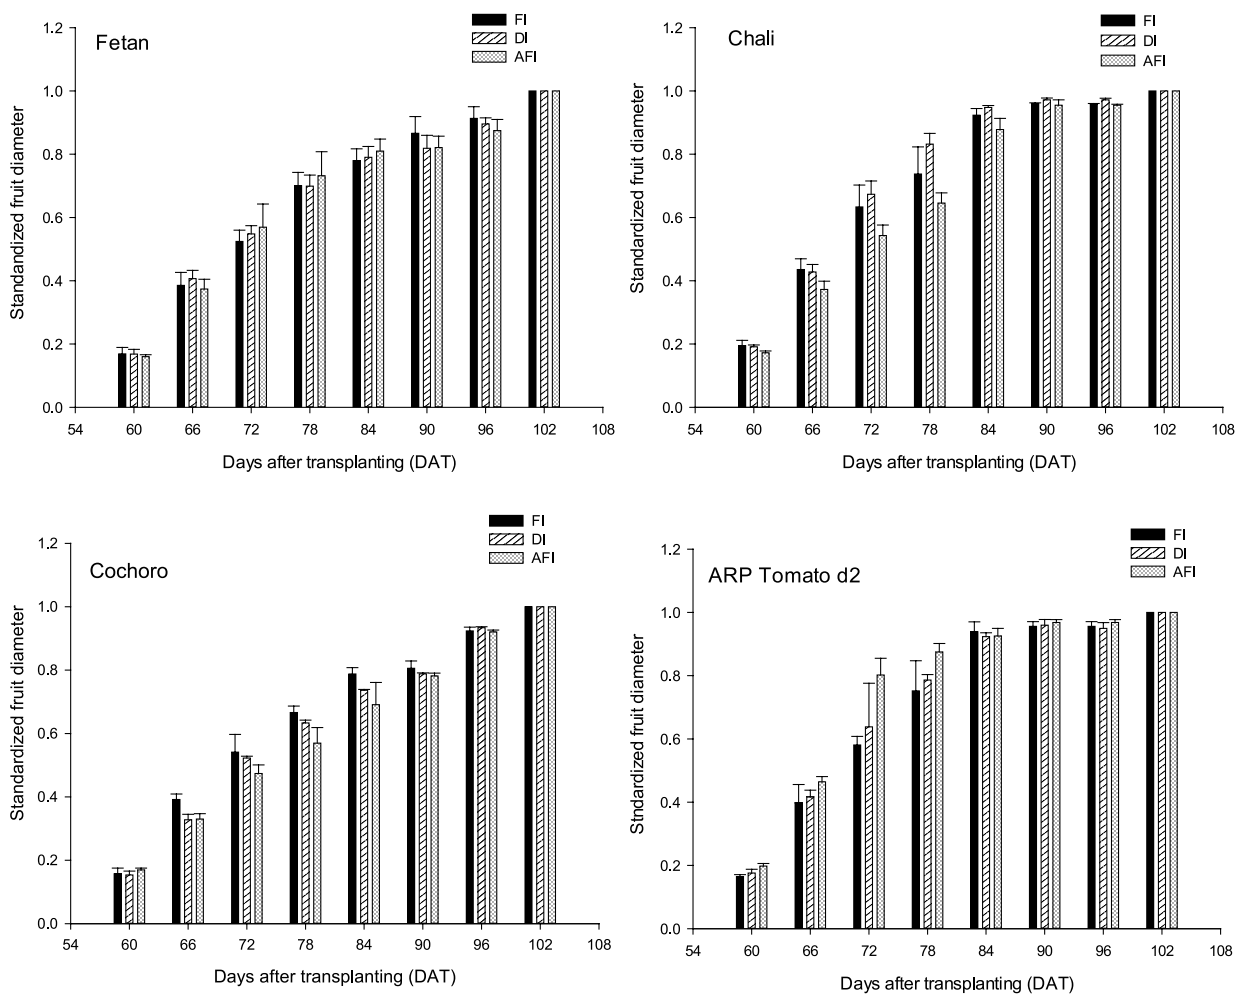 Fetan
FI
DI
AFI
Standandized fruit diameter
1.2
1.0
0.8
0.6
0.4
0.2
0.0
54 60 66 72 78 84 90 96 102 108
Days after transplanting (DAT)
Chali
FI
DI
AFI
Standardized fruit diameter
1.2
1.0
0.8
0.6
0.4
0.2
0.0
54 60 66 72 78 84 90 96 102 108
Days after transplanting (DAT)
Cochoro
FI
DI
AFI
Standardized fruit diameter
1.2
1.0
0.8
0.6
0.4
0.2
0.0
54 60 66 72 78 84 90 96 102 108
Days after transplanting (DAT)
ARP Tomato d2
FI
DI
AFI
Stndardized fruit diameter
1.2
1.0
0.8
0.6
0.4
0.2
0.0
54 60 66 72 78 84 90 96 102 108
Days after transplanting (DAT)